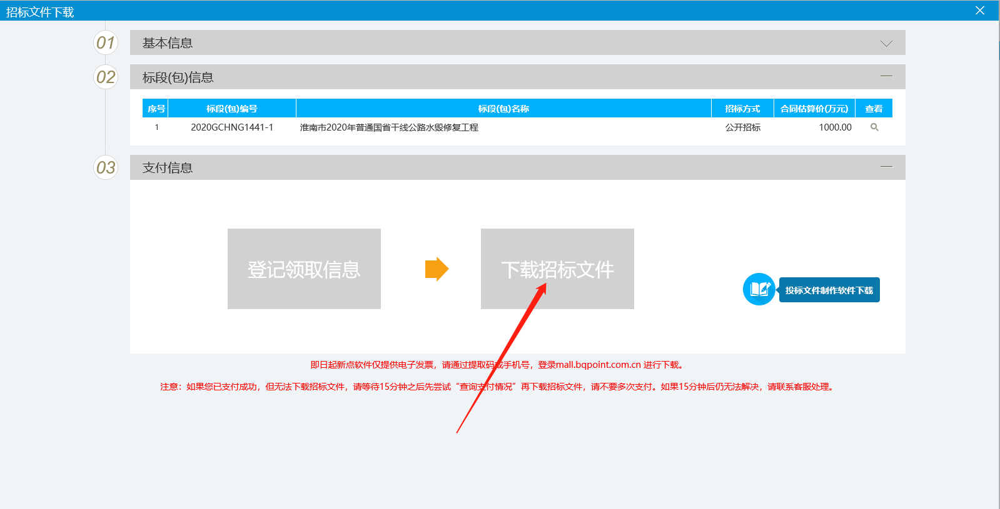 招标文件下载
01 基本信息
02 标段(包)信息
序号 标段(包)编号 标段(包)名称 招标方式 合同估算价(万元) 查看
1 2020GCHNG1441-1 淮南市2020年普通国省干线公路水毁修复工程 公开招标 1000.00
03 支付信息
登记领取信息 下载招标文件
投标文件制作软件下载
即日起新点软件仅提供电子发票，请通过提取码或手机号，登录mall.bqpoint.com.cn 进行下载。
注意：如果您已支付成功，但无法下载招标文件，请等待15分钟之后先尝试“查询支付情况”再下载招标文件，请不要多次支付。如果15分钟后仍无法解决，请联系客服处理。